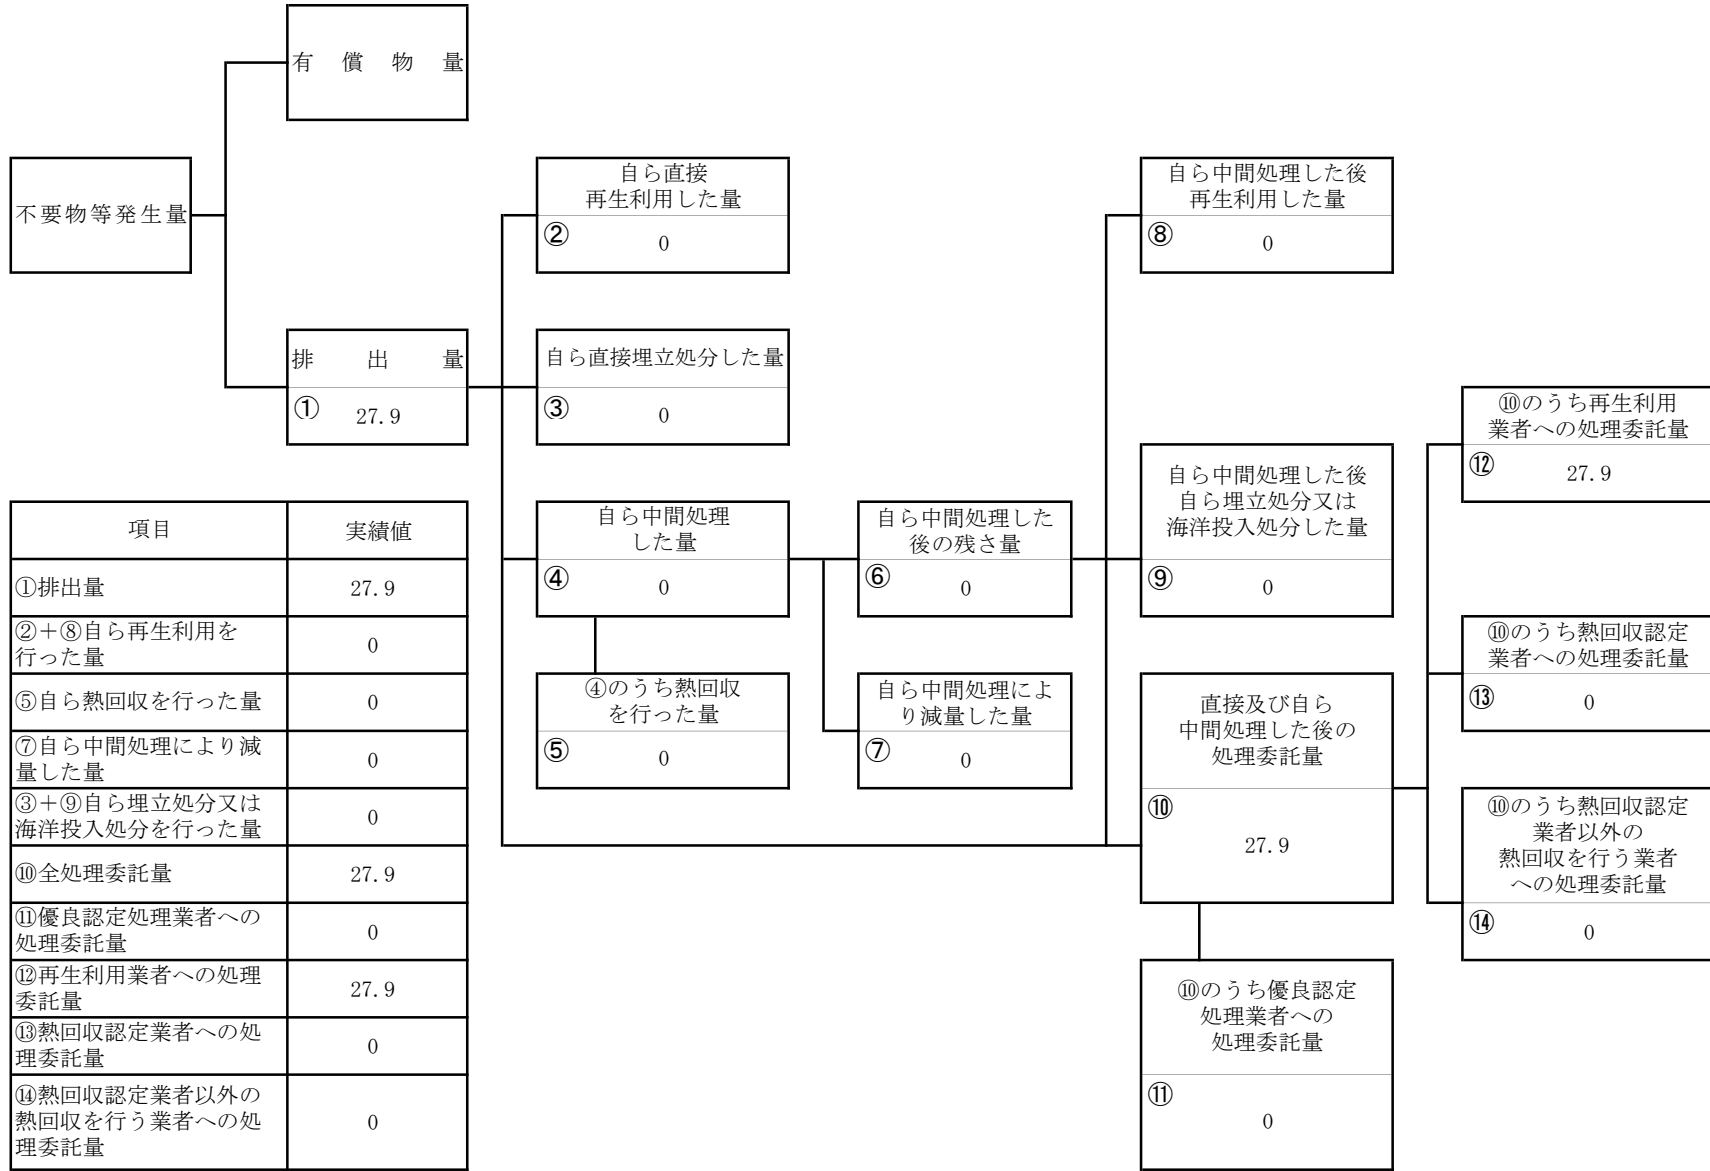 有償物量
不要物等発生量
自ら直接
再生利用した量
② 0
自ら中間処理した後
再生利用した量
⑧ 0
排出量
① 27.9
自ら直接埋立処分した量
③ 0
⑩のうち再生利用
業者への処理委託量
⑫ 27.9
自ら中間処理した後
自ら埋立処分又は
海洋投入処分した量
⑨ 0
自ら中間処理
した量
④ 0
自ら中間処理した
後の残さ量
⑥ 0
⑩のうち熱回収認定
業者への処理委託量
⑬ 0
④のうち熱回収
を行った量
⑤ 0
自ら中間処理によ
り減量した量
⑦ 0
直接及び自ら
中間処理した後の
処理委託量
⑩
27.9
⑩のうち熱回収認定
業者以外の
熱回収を行う業者
への処理委託量
⑭ 0
⑩のうち優良認定
処理業者への
処理委託量
⑪
0
項目 実績値
①排出量 27.9
②＋⑧自ら再生利用を
行った量 0
⑤自ら熱回収を行った量 0
⑦自ら中間処理により減
量した量 0
③＋⑨自ら埋立処分又は
海洋投入処分を行った量 0
⑩全処理委託量 27.9
⑪優良認定処理業者への
処理委託量 0
⑫再生利用業者への処理
委託量 27.9
⑬熱回収認定業者への処
理委託量 0
⑭熱回収認定業者以外の
熱回収を行う業者への処
理委託量 0